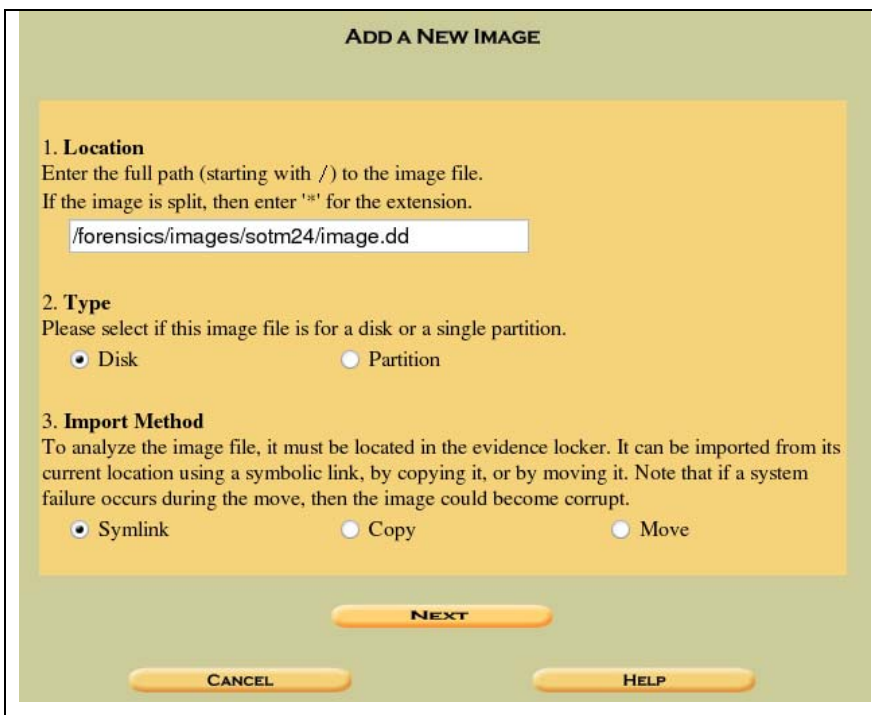 ADD A NEW IMAGE
1. Location
Enter the full path (starting with /) to the image file.
If the image is split, then enter '*' for the extension.
/forensics/images/sotm24/image.dd
2. Type
Please select if this image file is for a disk or a single partition.
Disk Partition
3. Import Method
To analyze the image file, it must be located in the evidence locker. It can be imported from its
current location using a symbolic link, by copying it, or by moving it. Note that if a system
failure occurs during the move, then the image could become corrupt.
Symlink Copy Move
NEXT
CANCEL HELP